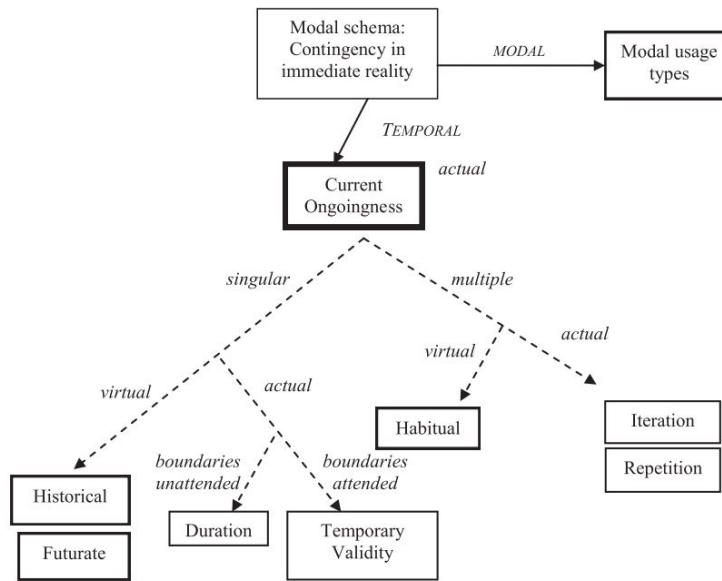 Modal schema:
Contingency in
immediate reality
MODAL
Modal usage
types
TEMPORAL
Current
Ongoingness
actual
singular
multiple
virtual
actual
virtual
actual
Habitual
Iteration
Repetition
boundaries
unattended
boundaries
attended
Historical
Futurate
Duration
Temporary
Validity